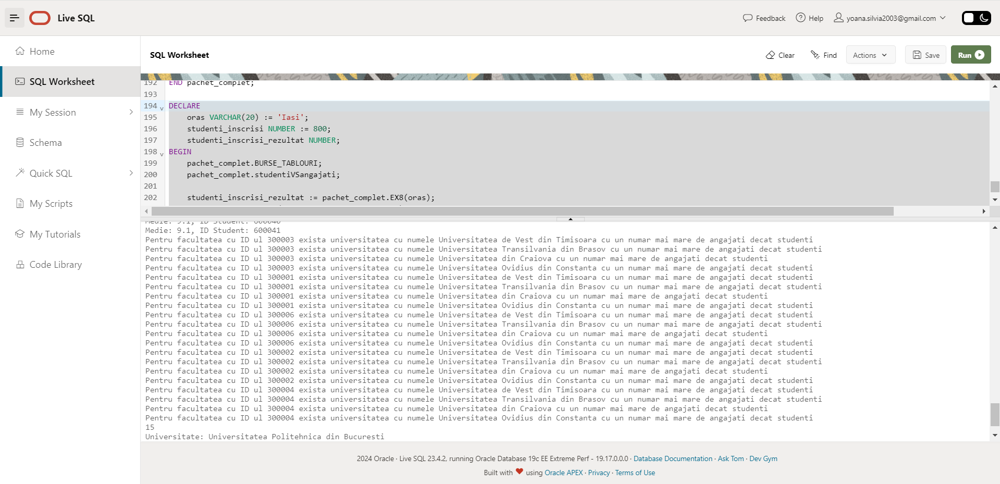 Live SQL
Feedback
Help
yoana.silvia2003@gmail.com
Home
SQL Worksheet
My Session
Schema
Quick SQL
My Scripts
My Tutorials
Code Library
SQL Worksheet
Clear
Find
Actions
Save
Run
192 END pachet_complet;
193
194 DECLARE
195 oras VARCHAR(20) := 'Iasi';
196 studenti_inscrisi NUMBER := 800;
197 studenti_inscrisi_rezultat NUMBER;
198 BEGIN
199 pachet_complet.BURSE_TABLOURI;
200 pachet_complet.studentiVSangajati;
201
202 studenti_inscrisi_rezultat := pachet_complet.EX8(oras);
Medie: 9.1, ID Student: 600040
Medie: 9.1, ID Student: 600041
Pentru facultatea cu ID ul 300003 exista universitatea cu numele Universitatea de Vest din Timisoara cu un numar mai mare de angajati decat studenti
Pentru facultatea cu ID ul 300003 exista universitatea cu numele Universitatea Transilvania din Brasov cu un numar mai mare de angajati decat studenti
Pentru facultatea cu ID ul 300003 exista universitatea cu numele Universitatea din Craiova cu un numar mai mare de angajati decat studenti
Pentru facultatea cu ID ul 300003 exista universitatea cu numele Universitatea Ovidius din Constanta cu un numar mai mare de angajati decat studenti
Pentru facultatea cu ID ul 300001 exista universitatea cu numele Universitatea de Vest din Timisoara cu un numar mai mare de angajati decat studenti
Pentru facultatea cu ID ul 300001 exista universitatea cu numele Universitatea Transilvania din Brasov cu un numar mai mare de angajati decat studenti
Pentru facultatea cu ID ul 300001 exista universitatea cu numele Universitatea din Craiova cu un numar mai mare de angajati decat studenti
Pentru facultatea cu ID ul 300001 exista universitatea cu numele Universitatea Ovidius din Constanta cu un numar mai mare de angajati decat studenti
Pentru facultatea cu ID ul 300006 exista universitatea cu numele Universitatea de Vest din Timisoara cu un numar mai mare de angajati decat studenti
Pentru facultatea cu ID ul 300006 exista universitatea cu numele Universitatea Transilvania din Brasov cu un numar mai mare de angajati decat studenti
Pentru facultatea cu ID ul 300006 exista universitatea cu numele Universitatea din Craiova cu un numar mai mare de angajati decat studenti
Pentru facultatea cu ID ul 300006 exista universitatea cu numele Universitatea Ovidius din Constanta cu un numar mai mare de angajati decat studenti
Pentru facultatea cu ID ul 300002 exista universitatea cu numele Universitatea de Vest din Timisoara cu un numar mai mare de angajati decat studenti
Pentru facultatea cu ID ul 300002 exista universitatea cu numele Universitatea Transilvania din Brasov cu un numar mai mare de angajati decat studenti
Pentru facultatea cu ID ul 300002 exista universitatea cu numele Universitatea din Craiova cu un numar mai mare de angajati decat studenti
Pentru facultatea cu ID ul 300002 exista universitatea cu numele Universitatea Ovidius din Constanta cu un numar mai mare de angajati decat studenti
Pentru facultatea cu ID ul 300004 exista universitatea cu numele Universitatea de Vest din Timisoara cu un numar mai mare de angajati decat studenti
Pentru facultatea cu ID ul 300004 exista universitatea cu numele Universitatea Transilvania din Brasov cu un numar mai mare de angajati decat studenti
Pentru facultatea cu ID ul 300004 exista universitatea cu numele Universitatea din Craiova cu un numar mai mare de angajati decat studenti
Pentru facultatea cu ID ul 300004 exista universitatea cu numele Universitatea Ovidius din Constanta cu un numar mai mare de angajati decat studenti
15
Universitate: Universitatea Politehnica din Bucuresti
2024 Oracle · Live SQL 23.4.2, running Oracle Database 19c EE Extreme Perf - 19.17.0.0.0 · Database Documentation · Ask Tom · Dev Gym
Built with ❤ using Oracle APEX · Privacy · Terms of Use